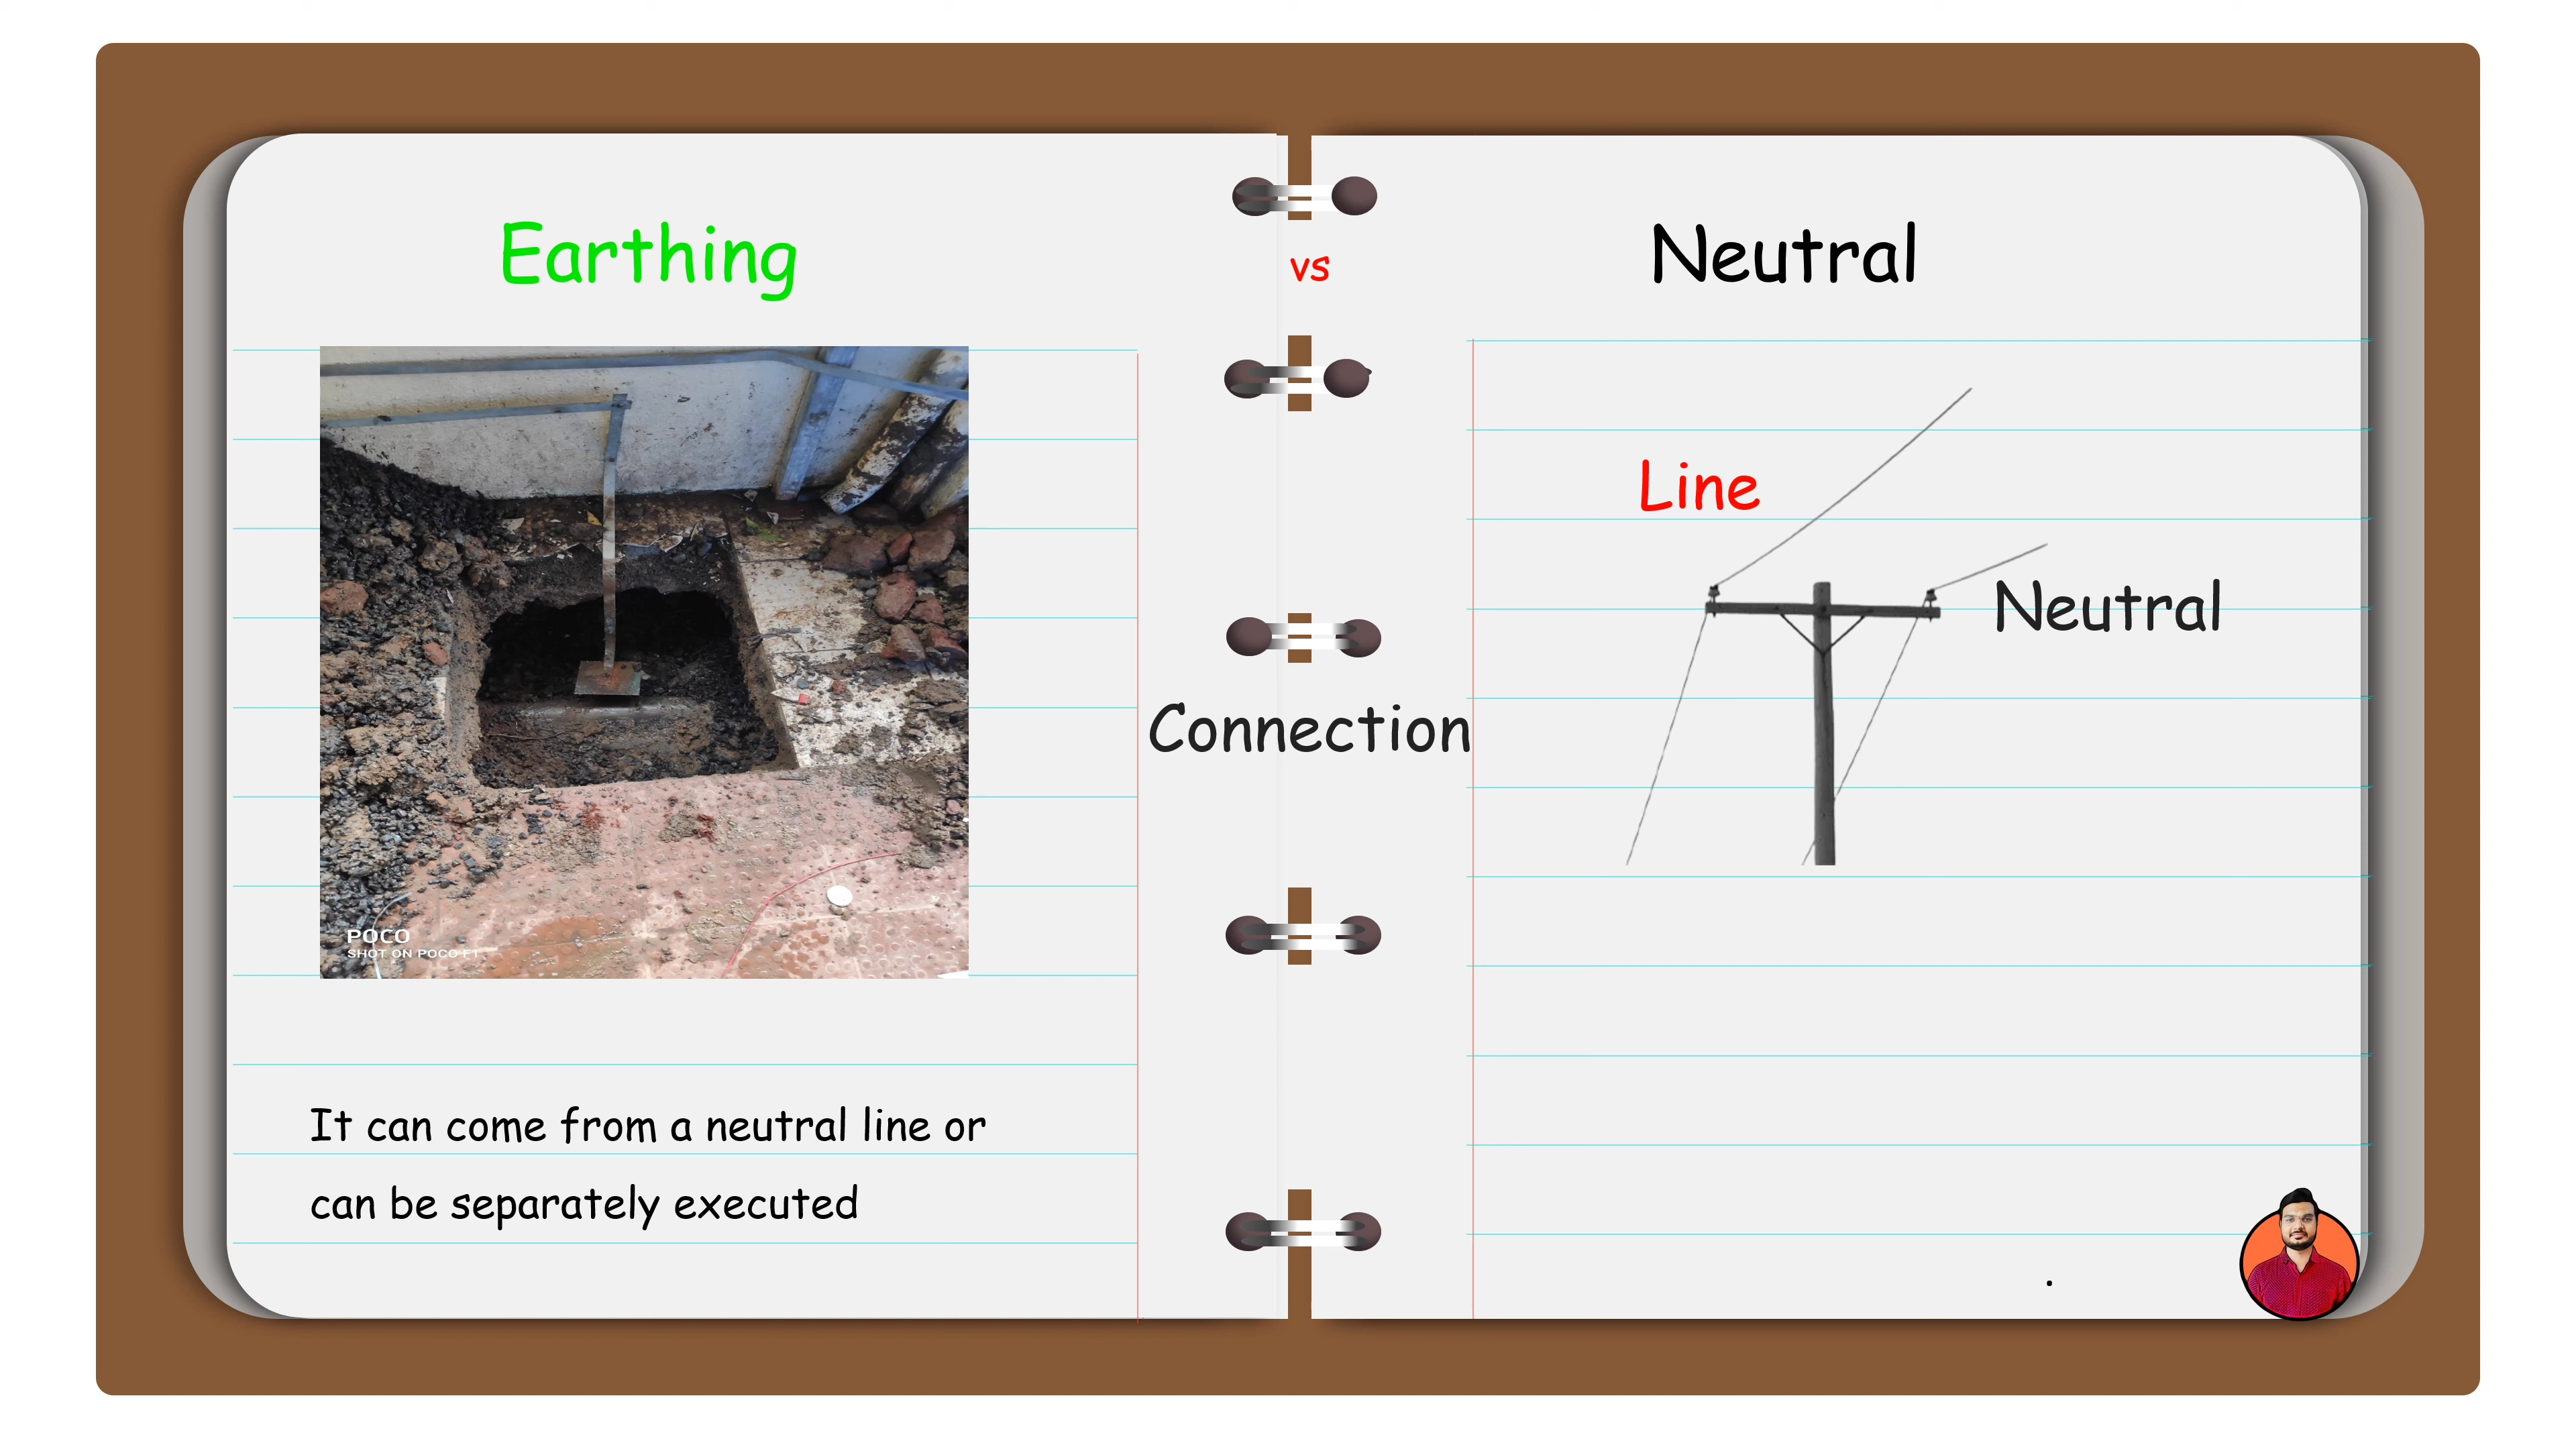 Earthing
vs
Neutral
Line
Neutral
Connection
POCO
SHOT ON POCO F1
It can come from a neutral line or
can be separately executed
.